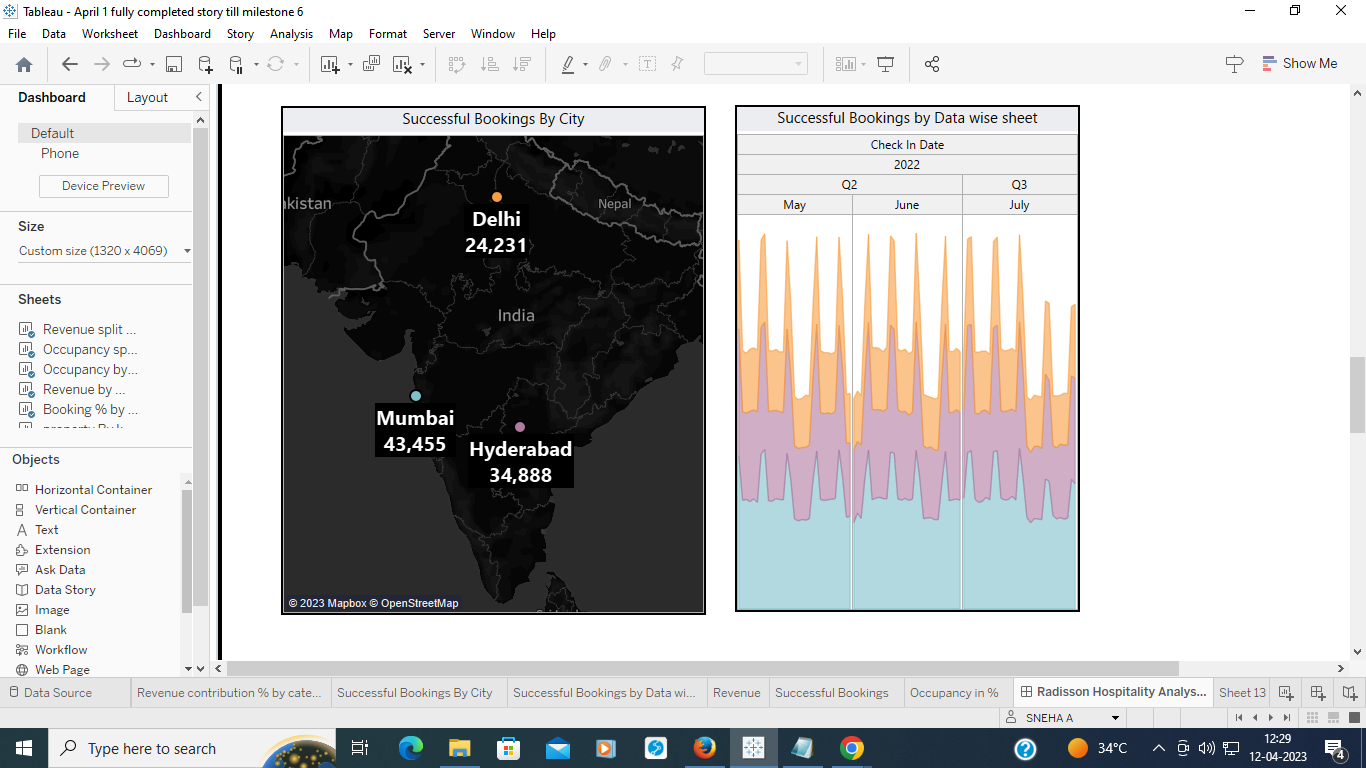 Tableau - April 1 fully completed story till milestone 6
File Data Worksheet Dashboard Story Analysis Map Format Server Window Help
Show Me
Dashboard Layout
Default
Phone
Device Preview
Size
Custom size (1320 x 4069)
Sheets
Revenue split ...
Occupancy sp...
Occupancy by...
Revenue by ...
Booking % by ...
Objects
Horizontal Container
Vertical Container
Text
Extension
Ask Data
Data Story
Image
Blank
Workflow
Web Page
Successful Bookings By City
kistan
Nepal
Delhi
24,231
India
Mumbai
43,455
Hyderabad
34,888
© 2023 Mapbox © OpenStreetMap
Successful Bookings by Data wise sheet
Check In Date
2022
Q2 Q3
May June July
Data Source Revenue contribution % by cate... Successful Bookings By City Successful Bookings by Data wi... Revenue Successful Bookings Occupancy in % Radisson Hospitality Analys... Sheet 13
SNEHA A
Type here to search
34°C
12:29
12-04-2023
4